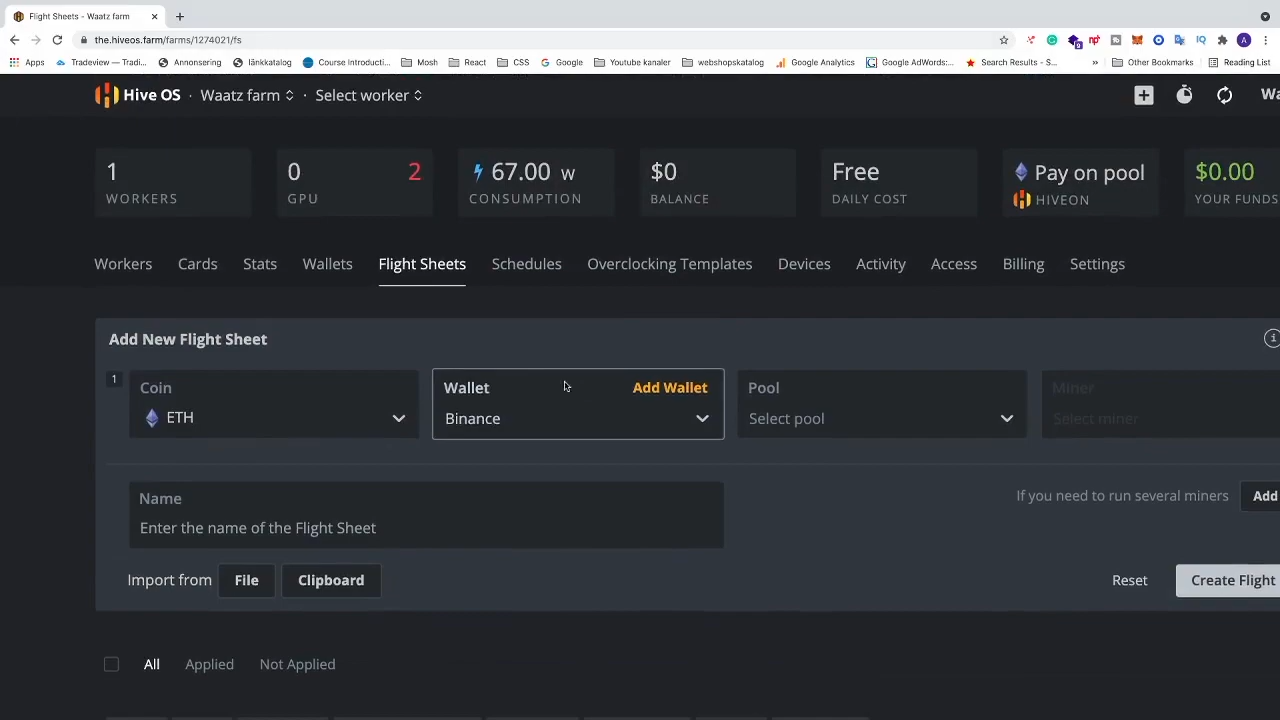 Flight Sheets - Waatz farm
the.hiveos.farm/farms/1274021/fs
Apps Tradeview – Tradi... Annonsering länkkatalog Course Introducti... Mosh React CSS Google Youtube kanaler webshopskatalog Google Analytics Google AdWords:... Search Results - S... » Other Bookmarks Reading List
Hive OS · Waatz farm · Select worker Wa
1 0 2 67.00 W $0 Free Pay on pool $0.00
WORKERS GPU CONSUMPTION BALANCE DAILY COST HIVEON YOUR FUNDS
Workers Cards Stats Wallets Flight Sheets Schedules Overclocking Templates Devices Activity Access Billing Settings
Add New Flight Sheet
1 Coin Wallet Add Wallet Pool Miner
ETH Binance Select pool Select miner
Name
If you need to run several miners Add
Enter the name of the Flight Sheet
Import from File Clipboard Reset Create Flight
All Applied Not Applied